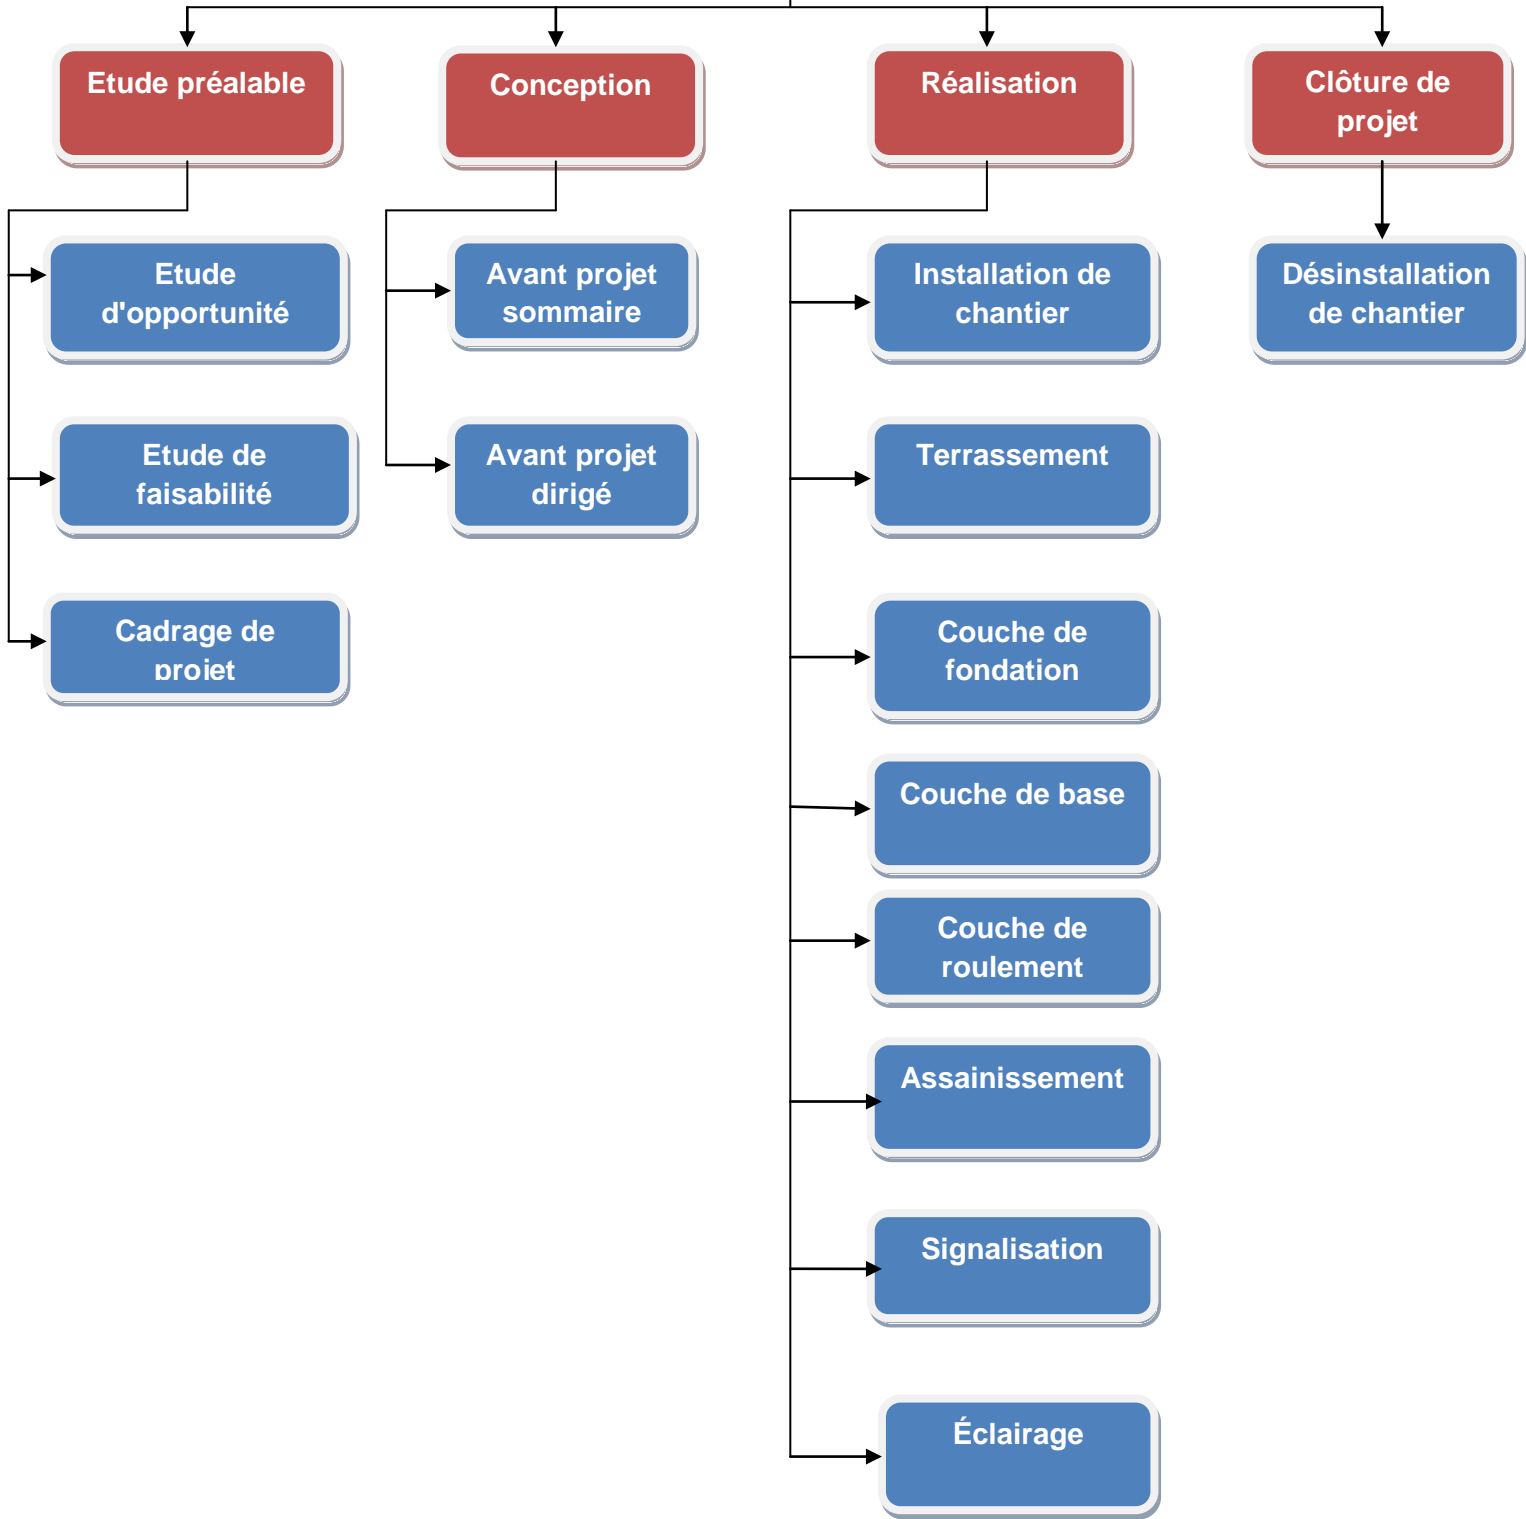 Etude préalable
Conception
Réalisation
Clôture de
projet
Etude
d'opportunité
Etude de
faisabilité
Cadrage de
projet
Avant projet
sommaire
Avant projet
dirigé
Installation de
chantier
Terrassement
Couche de
fondation
Couche de base
Couche de
roulement
Assainissement
Signalisation
Éclairage
Désinstallation
de chantier